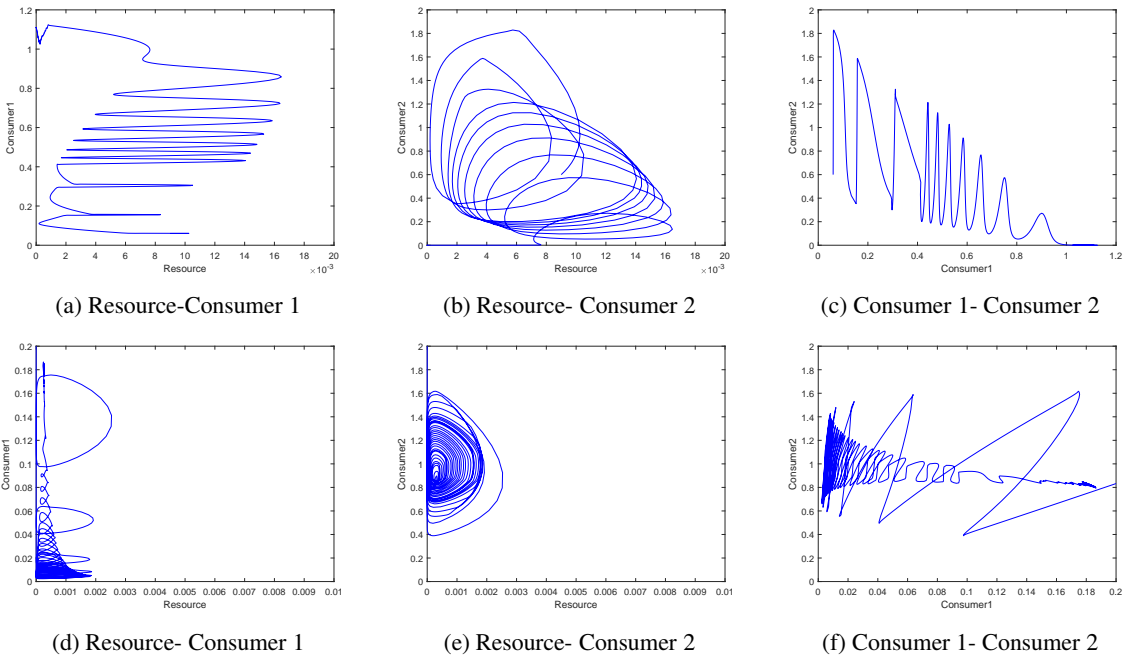 1.2
1
0.8
0.6
0.4
0.2
0
Consumer1
0 2 4 6 8 10 12 14 16 18 20
Resource
×10⁻³
(a) Resource-Consumer 1
2
1.8
1.6
1.4
1.2
1
0.8
0.6
0.4
0.2
0
Consumer2
0 2 4 6 8 10 12 14 16 18 20
Resource
×10⁻³
(b) Resource- Consumer 2
2
1.8
1.6
1.4
1.2
1
0.8
0.6
0.4
0.2
0
Consumer2
0 0.2 0.4 0.6 0.8 1 1.2
Consumer1
(c) Consumer 1- Consumer 2
0.2
0.18
0.16
0.14
0.12
0.1
0.08
0.06
0.04
0.02
0
Consumer1
0 0.001 0.002 0.003 0.004 0.005 0.006 0.007 0.008 0.009 0.01
Resource
(d) Resource- Consumer 1
2
1.8
1.6
1.4
1.2
1
0.8
0.6
0.4
0.2
0
Consumer2
0 0.001 0.002 0.003 0.004 0.005 0.006 0.007 0.008 0.009 0.01
Resource
(e) Resource- Consumer 2
2
1.8
1.6
1.4
1.2
1
0.8
0.6
0.4
0.2
0
Consumer2
0 0.02 0.04 0.06 0.08 0.1 0.12 0.14 0.16 0.18 0.2
Consumer1
(f) Consumer 1- Consumer 2